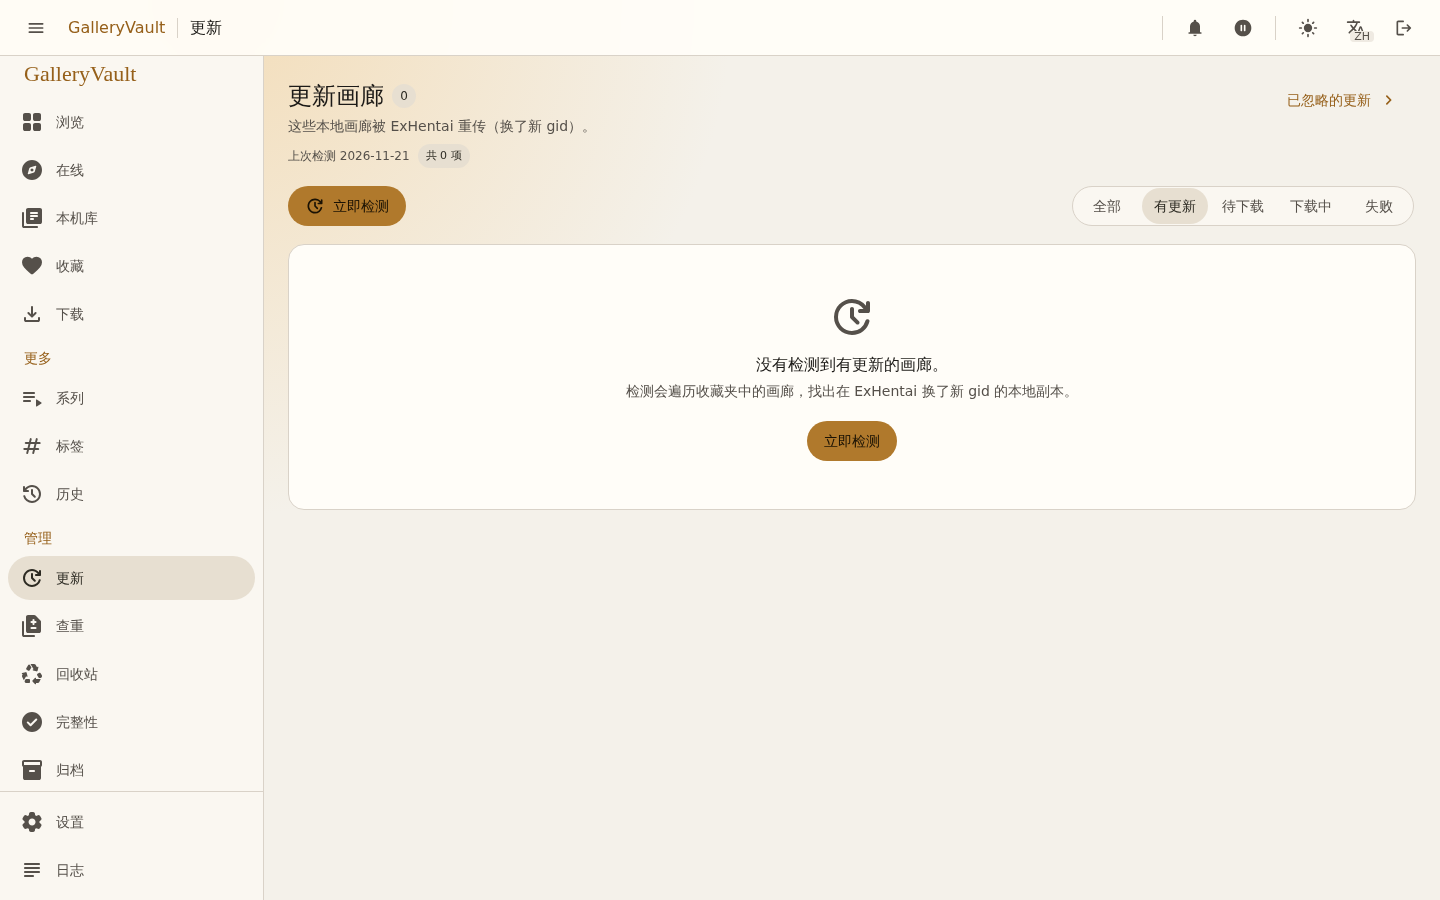 GalleryVault 更新
ZH
GalleryVault
浏览
在线
本机库
收藏
下载
更多
系列
标签
历史
管理
更新
查重
回收站
完整性
归档
设置
日志
更新画廊 0
已忽略的更新
这些本地画廊被 ExHentai 重传（换了新 gid）。
上次检测 2026-11-21 共 0 项
立即检测
全部 有更新 待下载 下载中 失败
没有检测到有更新的画廊。
检测会遍历收藏夹中的画廊，找出在 ExHentai 换了新 gid 的本地副本。
立即检测